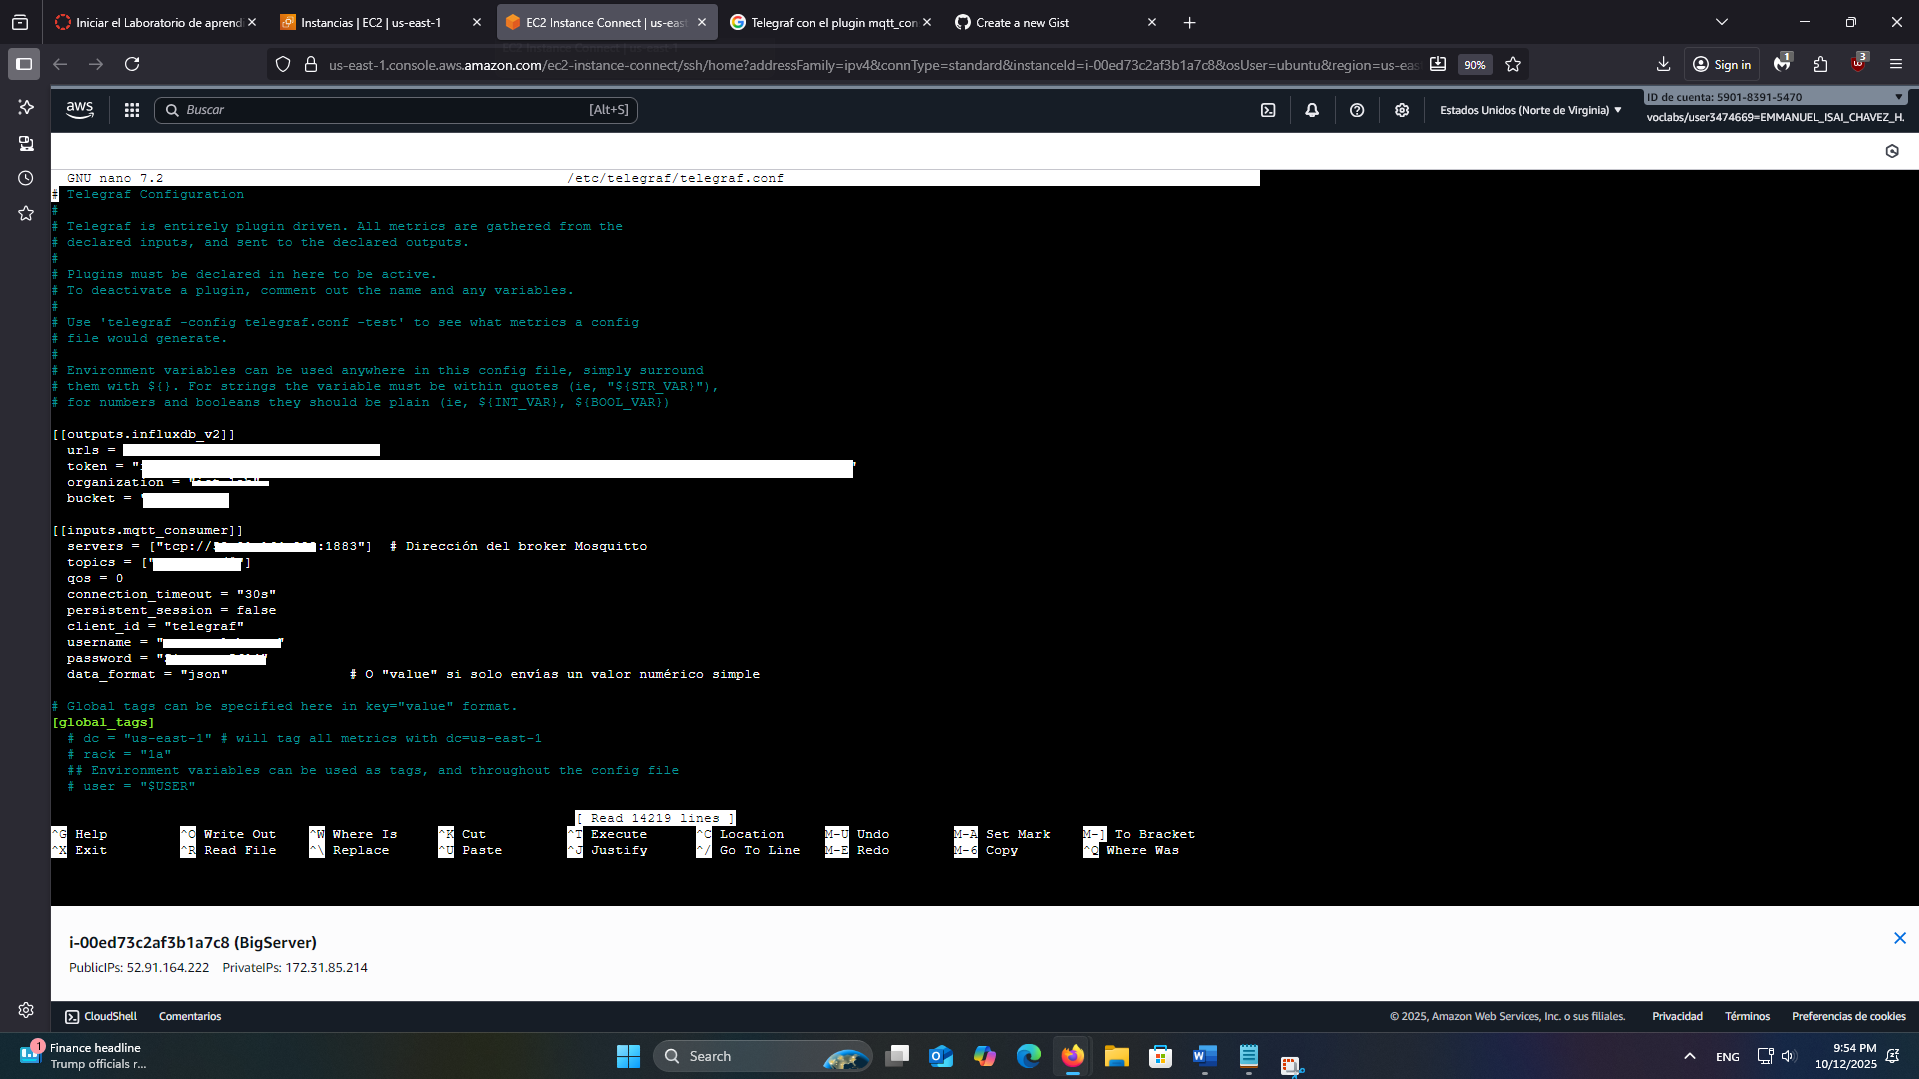 Iniciar el Laboratorio de aprend
Instancias | EC2 | us-east-1
EC2 Instance Connect | us-east
Telegraf con el plugin mqtt_con
Create a new Gist
us-east-1.console.aws.amazon.com/ec2-instance-connect/ssh/home?addressFamily=ipv4&connType=standard&instanceId=i-00ed73c2af3b1a7c8&osUser=ubuntu&region=us-eas
90%
Sign in
1
3
aws
Buscar
[Alt+S]
Estados Unidos (Norte de Virginia)
ID de cuenta: 5901-8391-5470
voclabs/user3474669=EMMANUEL_ISAI_CHAVEZ_H.
GNU nano 7.2 /etc/telegraf/telegraf.conf
# Telegraf Configuration
#
# Telegraf is entirely plugin driven. All metrics are gathered from the
# declared inputs, and sent to the declared outputs.
#
# Plugins must be declared in here to be active.
# To deactivate a plugin, comment out the name and any variables.
#
# Use 'telegraf -config telegraf.conf -test' to see what metrics a config
# file would generate.
#
# Environment variables can be used anywhere in this config file, simply surround
# them with ${}. For strings the variable must be within quotes (ie, "${STR_VAR}"),
# for numbers and booleans they should be plain (ie, ${INT_VAR}, ${BOOL_VAR})
[[outputs.influxdb_v2]]
urls =
token = "
organization = "
bucket = "
[[inputs.mqtt_consumer]]
servers = ["tcp:// :1883"] # Dirección del broker Mosquitto
topics = [" "]
qos = 0
connection_timeout = "30s"
persistent_session = false
client_id = "telegraf"
username = " "
password = " "
data_format = "json" # O "value" si solo envías un valor numérico simple
# Global tags can be specified here in key="value" format.
[global_tags]
# dc = "us-east-1" # will tag all metrics with dc=us-east-1
# rack = "1a"
## Environment variables can be used as tags, and throughout the config file
# user = "$USER"
[ Read 14219 lines ]
^G Help ^O Write Out ^W Where Is ^K Cut ^T Execute ^C Location M-U Undo M-A Set Mark M-] To Bracket
^X Exit ^R Read File ^\ Replace ^U Paste ^J Justify ^/ Go To Line M-E Redo M-6 Copy ^Q Where Was
i-00ed73c2af3b1a7c8 (BigServer)
PublicIPs: 52.91.164.222 PrivateIPs: 172.31.85.214
CloudShell
Comentarios
© 2025, Amazon Web Services, Inc. o sus filiales.
Privacidad
Términos
Preferencias de cookies
1
Finance headline
Trump officials r...
Search
ENG
9:54 PM
10/12/2025